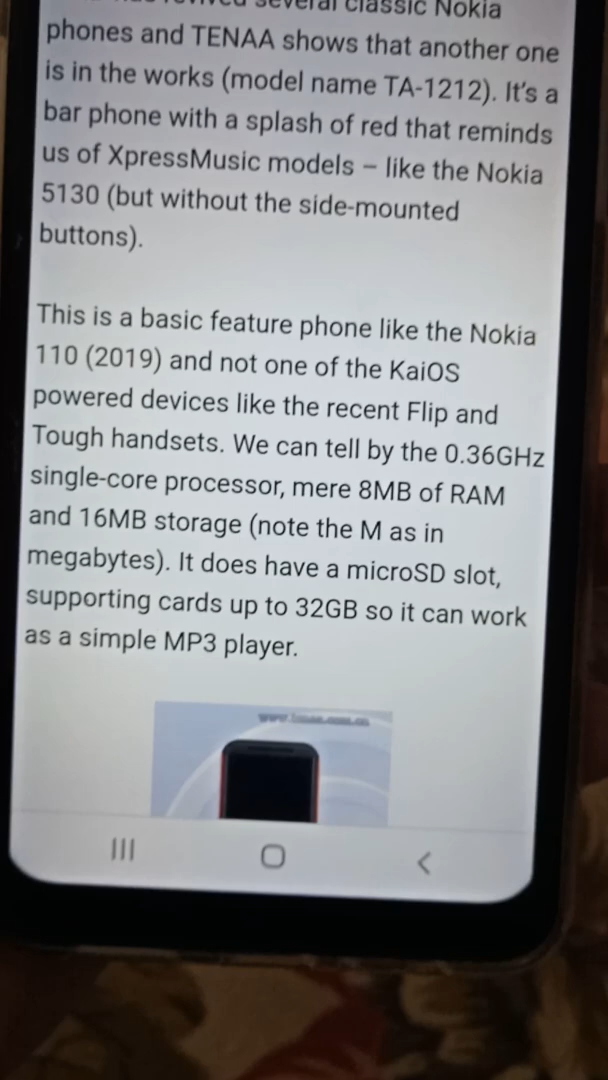 several classic Nokia
phones and TENAA shows that another one
is in the works (model name TA-1212). It's a
bar phone with a splash of red that reminds
us of XpressMusic models – like the Nokia
5130 (but without the side-mounted
buttons).
This is a basic feature phone like the Nokia
110 (2019) and not one of the KaiOS
powered devices like the recent Flip and
Tough handsets. We can tell by the 0.36GHz
single-core processor, mere 8MB of RAM
and 16MB storage (note the M as in
megabytes). It does have a microSD slot,
supporting cards up to 32GB so it can work
as a simple MP3 player.